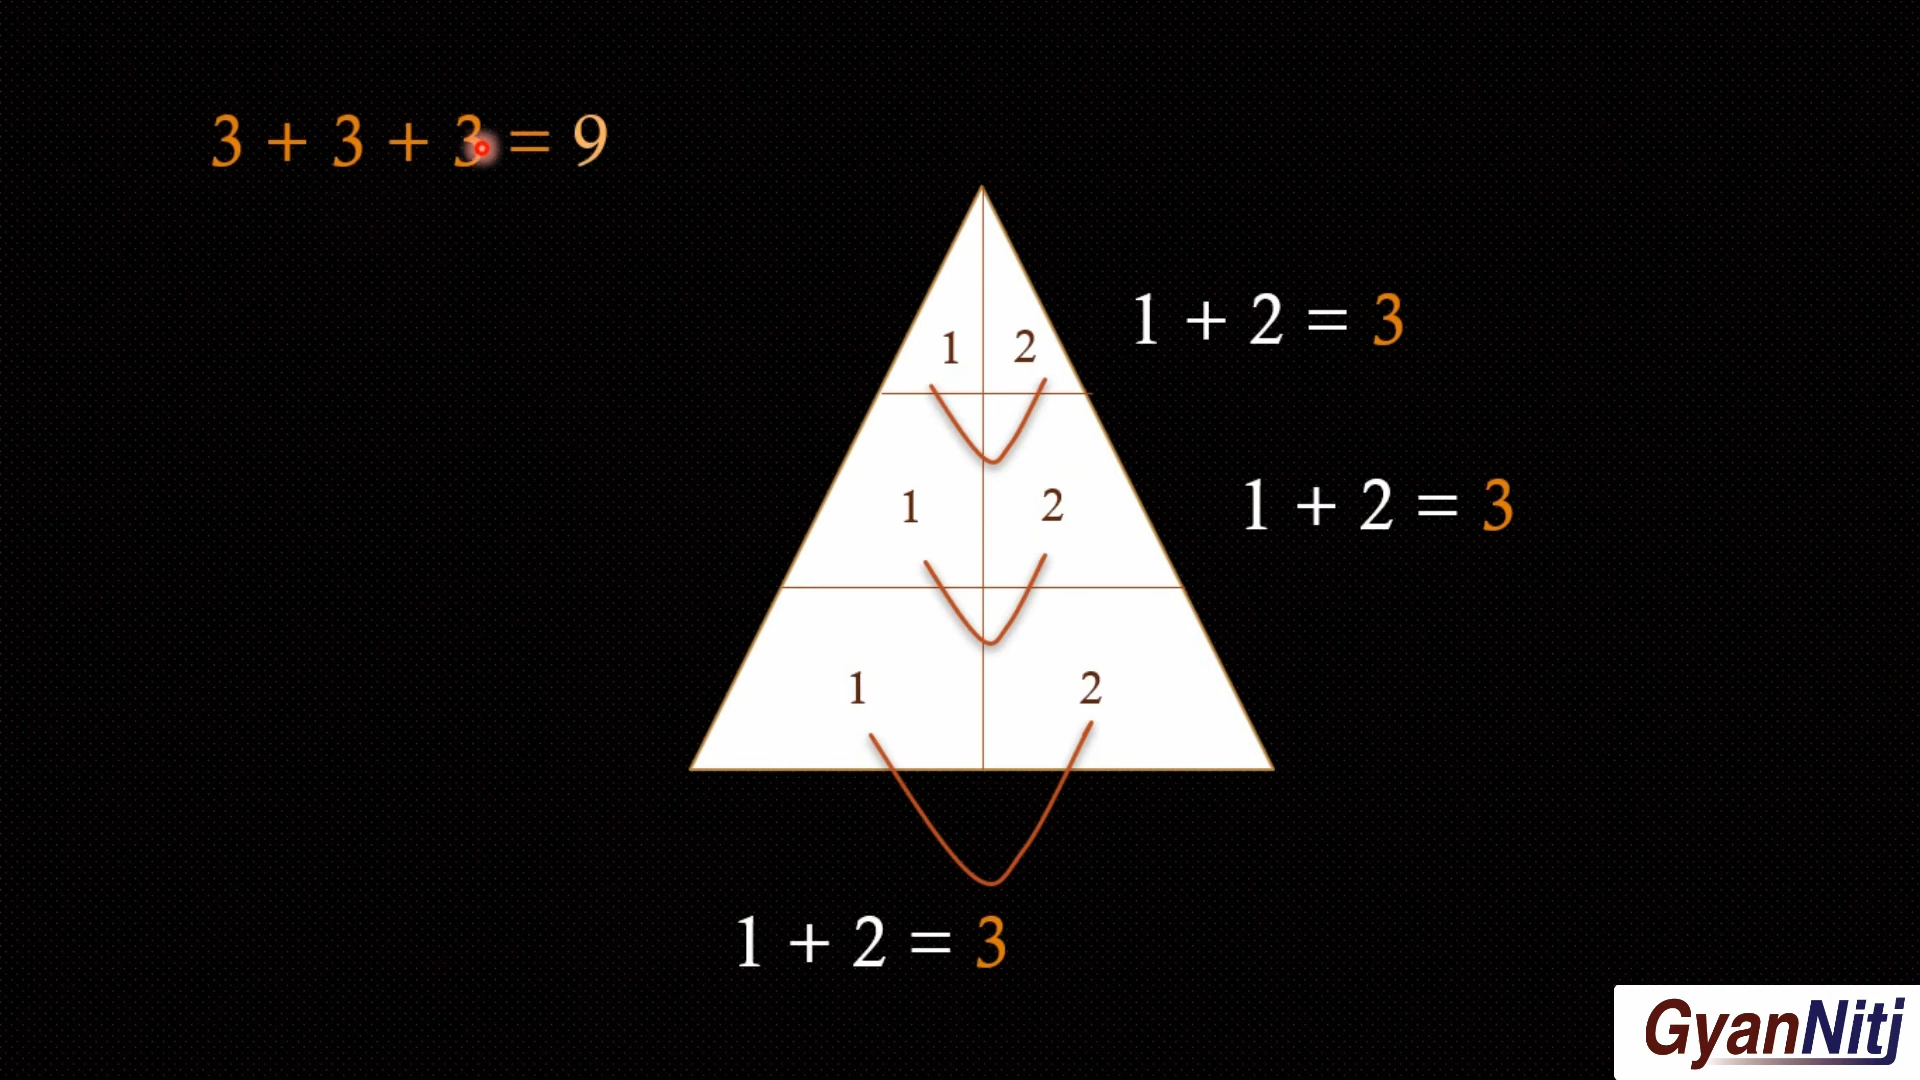 3 + 3 + 3 = 9
1 2
1 + 2 = 3
1 2
1 + 2 = 3
1 2
1 + 2 = 3
GyanNiti